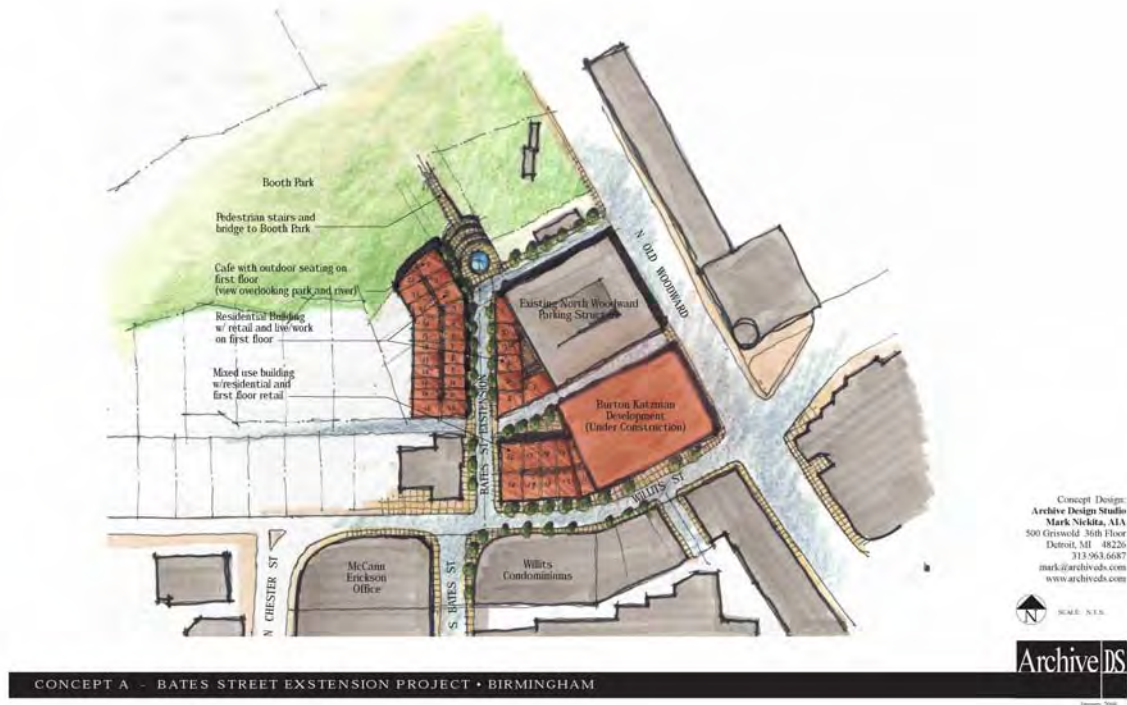 Booth Park
Pedestrian stairs and
bridge to Booth Park
Cafe with outdoor seating on
first floor
(view overlooking park and river)
Residential Building
w/ retail and live/work
on first floor
Mixed use building
w/residential and
first floor retail
N OLD WOODWARD
Existing North Woodward
Parking Structure
Burton Katzman
Development
(Under Construction)
BATES ST EXSTENSION
WILLITS ST
McCann
Erickson
Office
Willits
Condominiums
N CHESTER ST
S BATES ST
Concept Design:
Archive Design Studio
Mark Nickita, AIA
500 Griswold 36th Floor
Detroit, MI 48226
313.963.6687
mark@archiveds.com
www.archiveds.com
N
SCALE: N.T.S.
Archive DS
CONCEPT A - BATES STREET EXSTENSION PROJECT • BIRMINGHAM